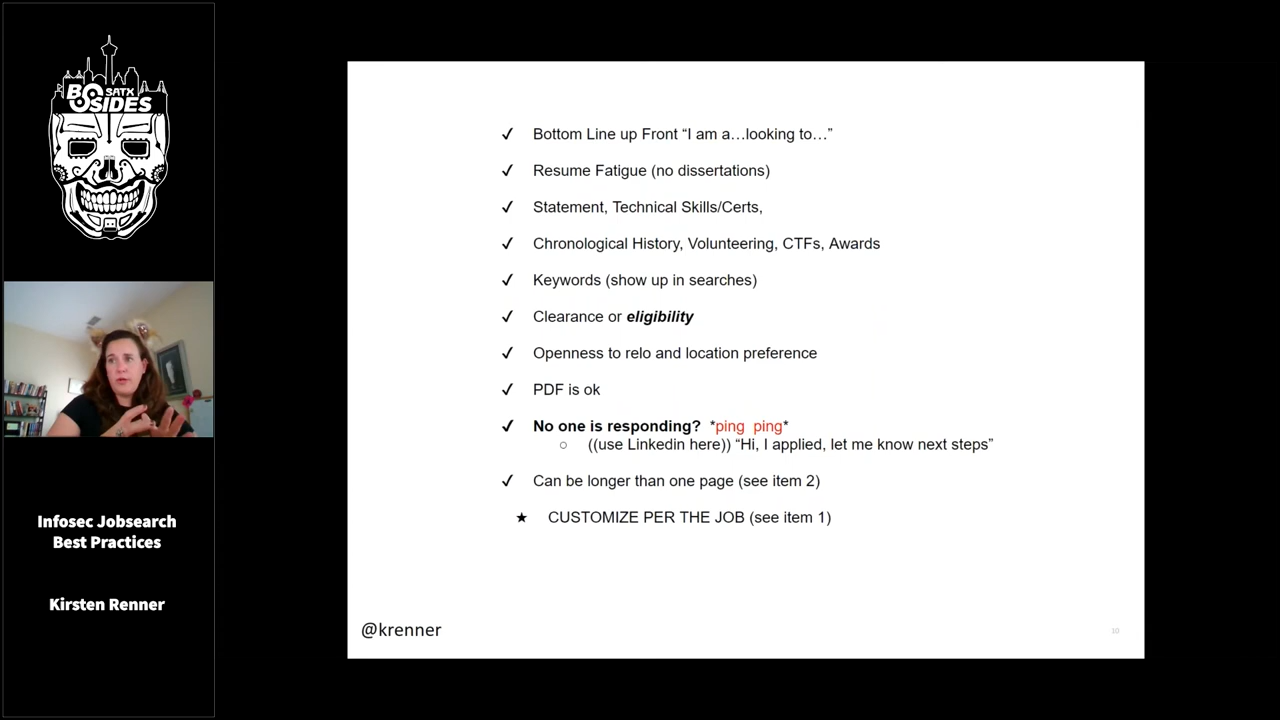 BSIDES
SATX
Infosec Jobsearch
Best Practices
Kirsten Renner
✓ Bottom Line up Front “I am a…looking to…”
✓ Resume Fatigue (no dissertations)
✓ Statement, Technical Skills/Certs,
✓ Chronological History, Volunteering, CTFs, Awards
✓ Keywords (show up in searches)
✓ Clearance or eligibility
✓ Openness to relo and location preference
✓ PDF is ok
✓ No one is responding? *ping ping*
○ ((use Linkedin here)) “Hi, I applied, let me know next steps”
✓ Can be longer than one page (see item 2)
★ CUSTOMIZE PER THE JOB (see item 1)
@krenner
10